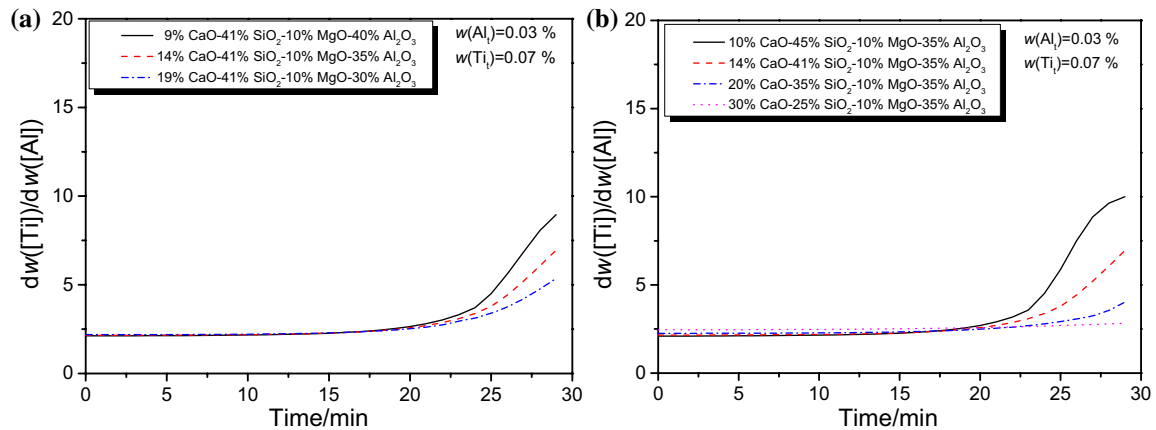 (a)
9% CaO-41% SiO₂-10% MgO-40% Al₂O₃
14% CaO-41% SiO₂-10% MgO-35% Al₂O₃
19% CaO-41% SiO₂-10% MgO-30% Al₂O₃
w(Alₜ)=0.03 %
w(Tiₜ)=0.07 %
dw([Ti])/dw([Al])
20
15
10
5
0
0 5 10 15 20 25 30
Time/min
(b)
10% CaO-45% SiO₂-10% MgO-35% Al₂O₃
14% CaO-41% SiO₂-10% MgO-35% Al₂O₃
20% CaO-35% SiO₂-10% MgO-35% Al₂O₃
30% CaO-25% SiO₂-10% MgO-35% Al₂O₃
w(Alₜ)=0.03 %
w(Tiₜ)=0.07 %
dw([Ti])/dw([Al])
20
15
10
5
0
0 5 10 15 20 25 30
Time/min